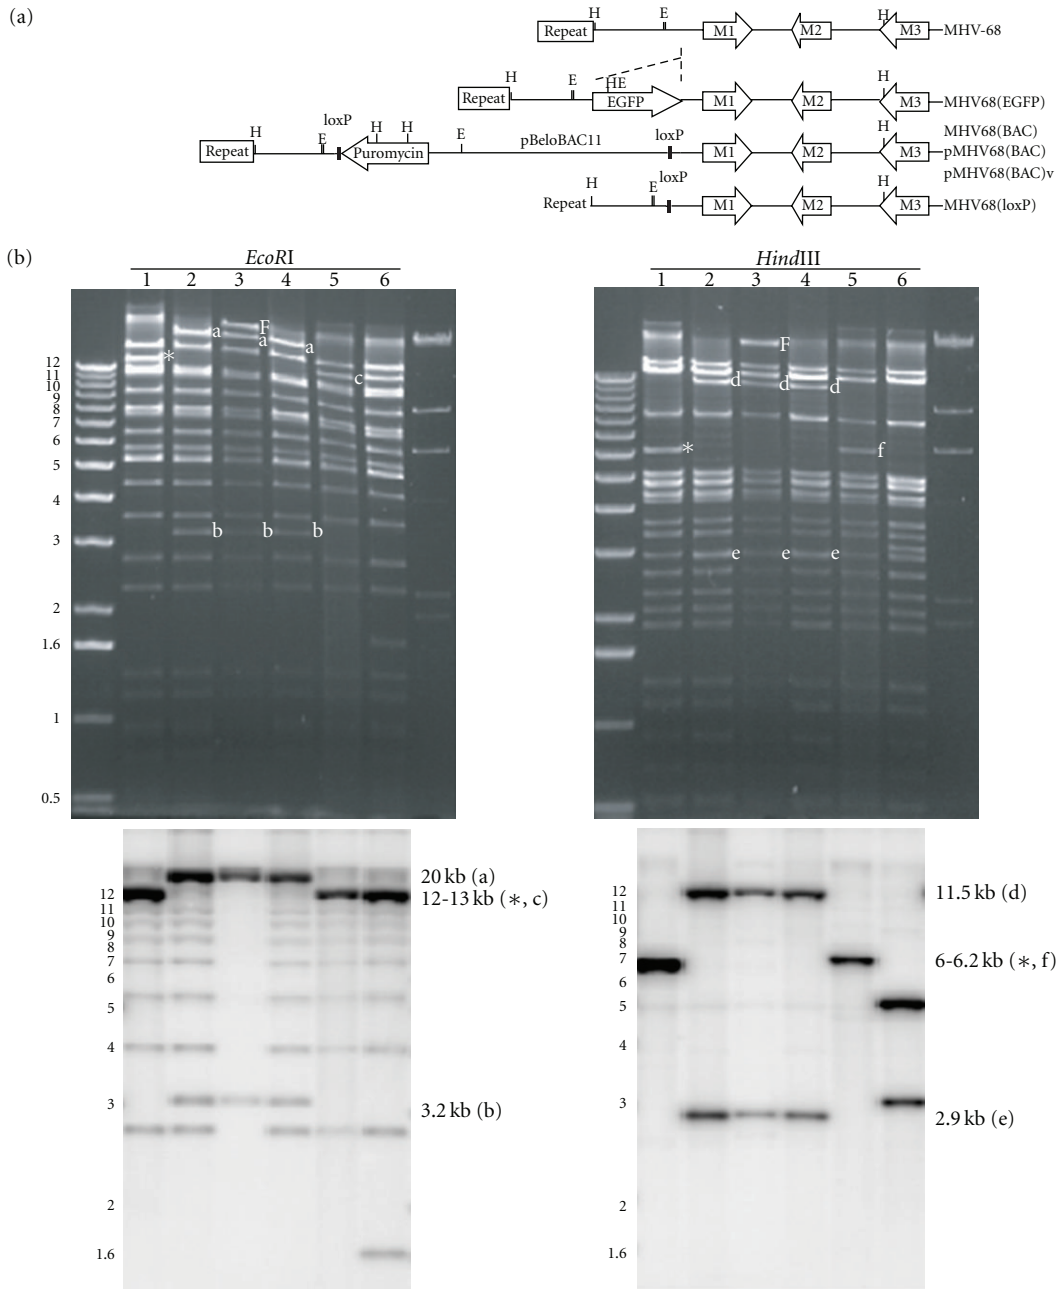 (a)
H E H
Repeat M1 M2 M3 MHV-68
H E HE H
Repeat EGFP M1 M2 M3 MHV68(EGFP)
loxP
H E H H E pBeloBAC11 loxP H MHV68(BAC)
Repeat Puromycin M1 M2 M3 pMHV68(BAC)
pMHV68(BAC)v
H E loxP H
Repeat M1 M2 M3 MHV68(loxP)
(b)
EcoRI
1 2 3 4 5 6
12
11
10
9
8
7
6
5
4
3
2
1.6
1
0.5
* a F a a c
b b b
HindIII
1 2 3 4 5 6
F
d d d
* f
e e e
12
11
10
9
8
7
6
5
4
3
2
1.6
20 kb (a)
12-13 kb (*, c)
3.2 kb (b)
12
11
10
9
8
7
6
5
4
3
2
1.6
11.5 kb (d)
6-6.2 kb (*, f)
2.9 kb (e)